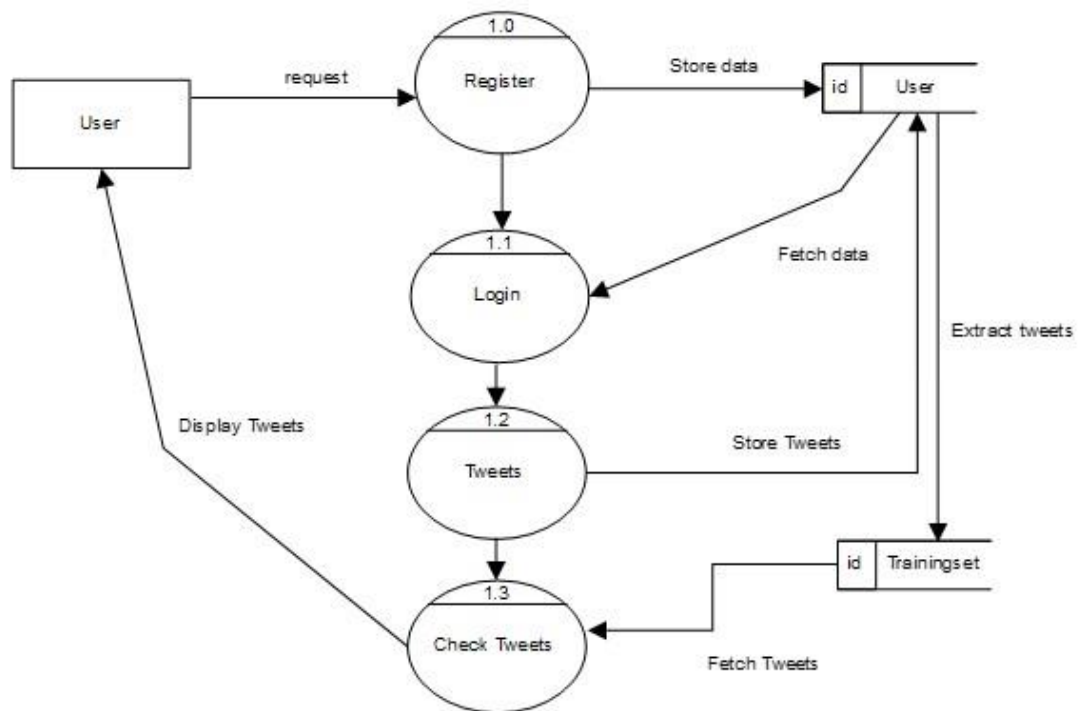 1.0
Register
request
Store data
id
User
User
1.1
Login
Fetch data
Extract tweets
1.2
Tweets
Display Tweets
Store Tweets
id
Trainingset
1.3
Check Tweets
Fetch Tweets